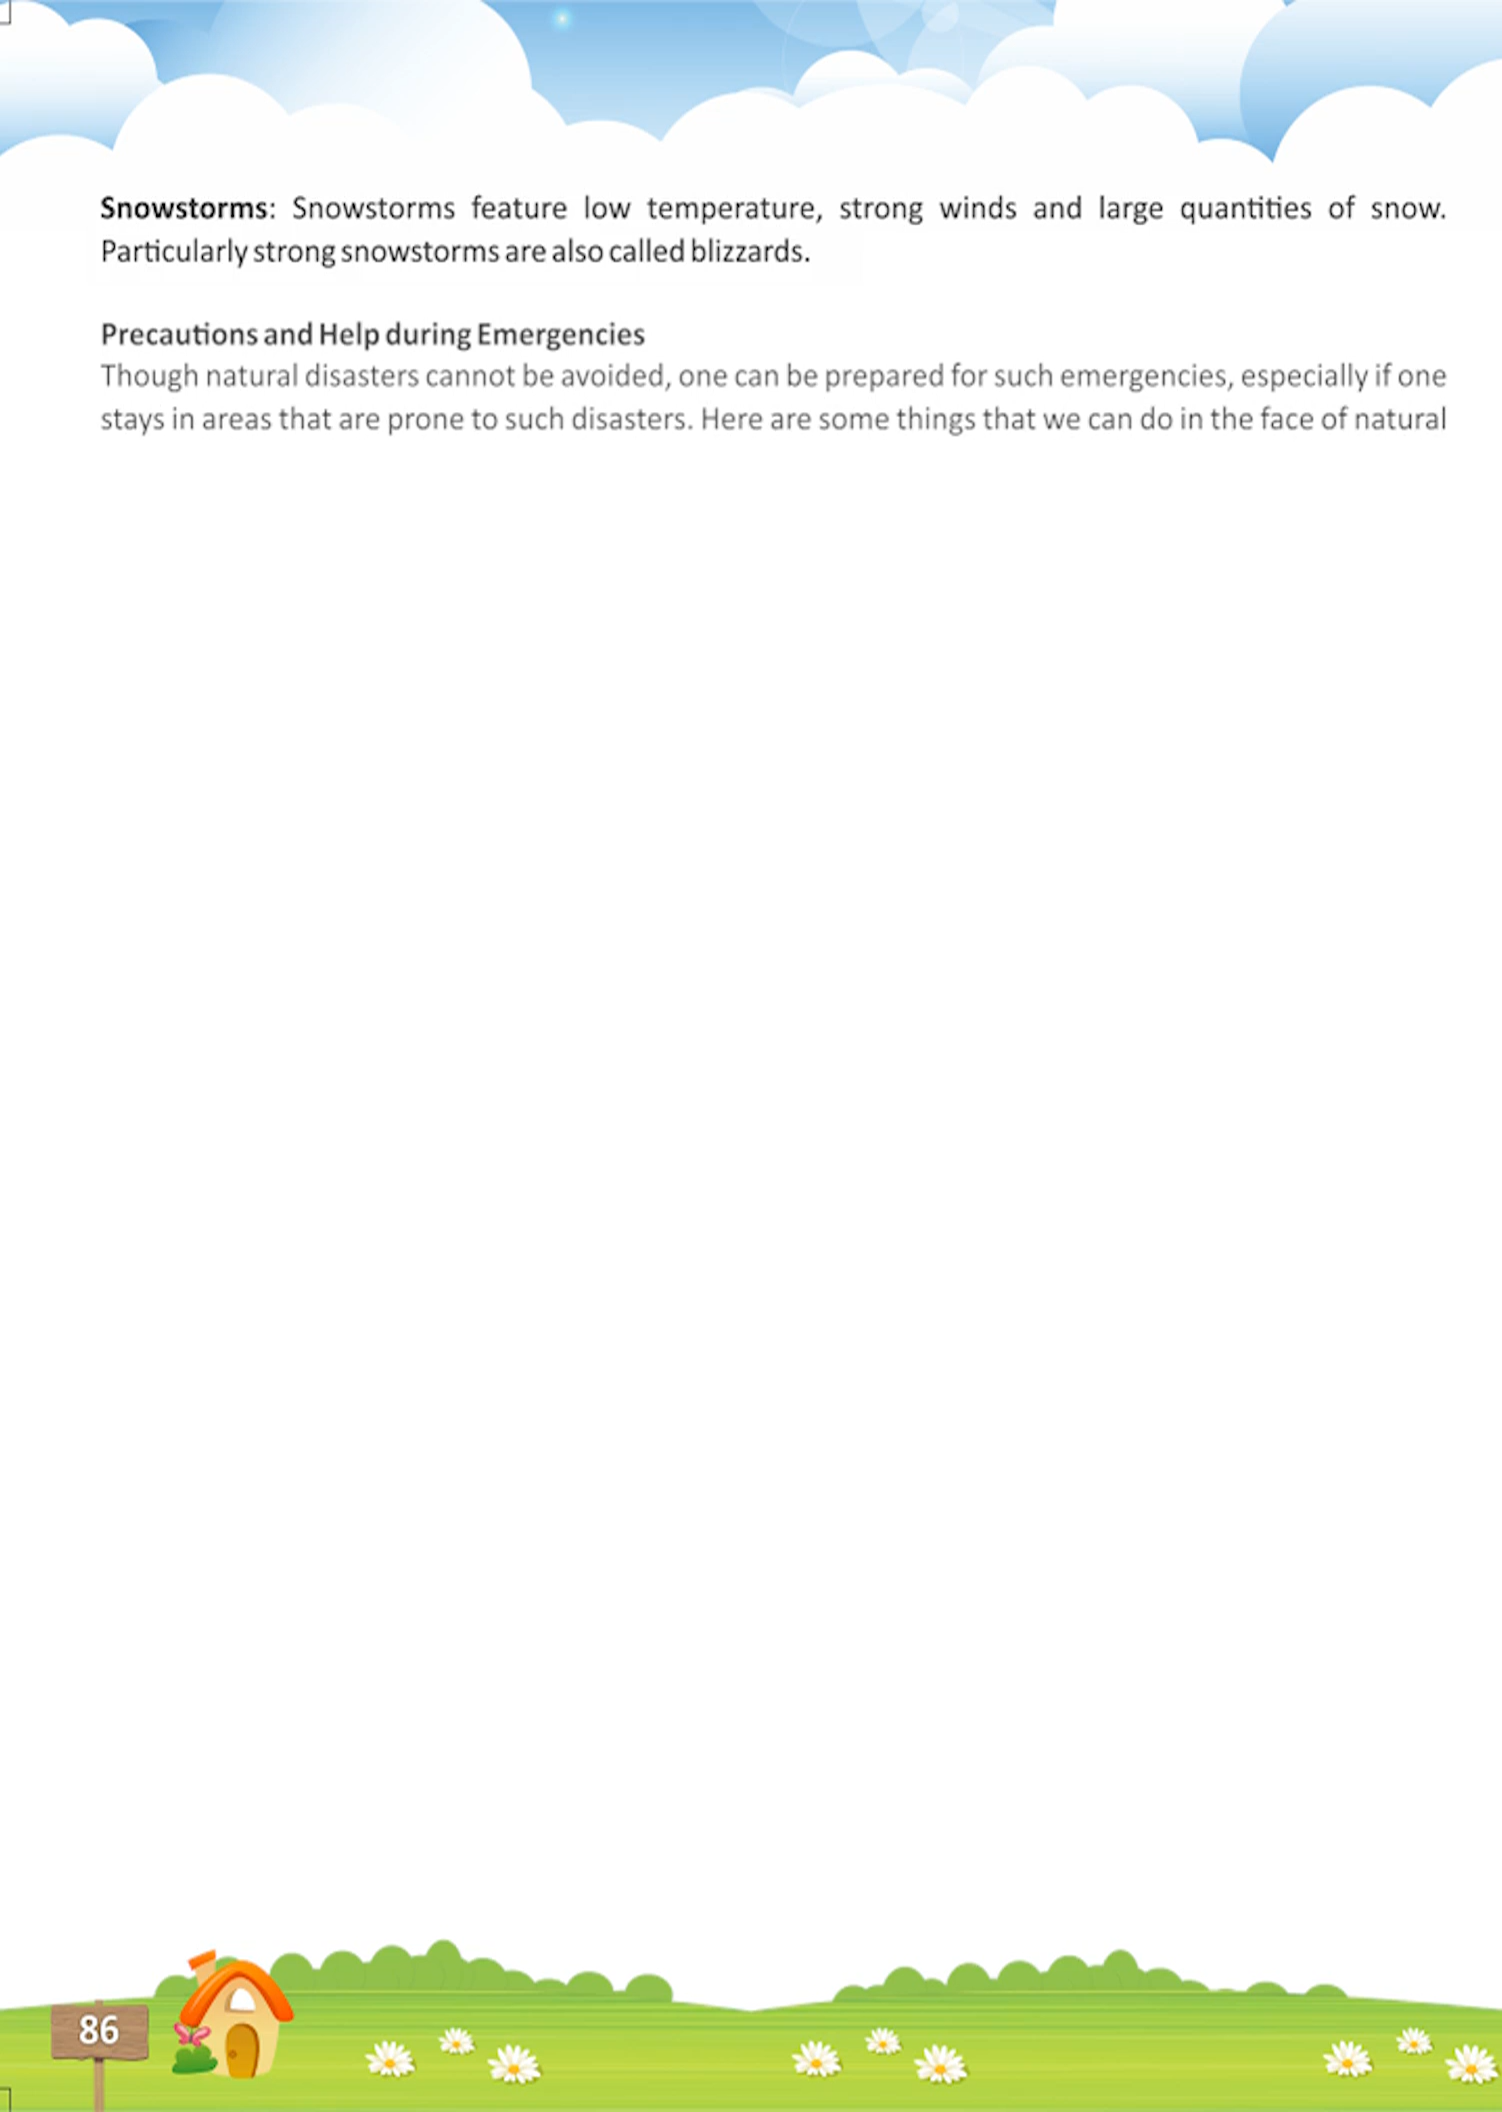 Snowstorms: Snowstorms feature low temperature, strong winds and large quantities of snow.
Particularly strong snowstorms are also called blizzards.
Precautions and Help during Emergencies
Though natural disasters cannot be avoided, one can be prepared for such emergencies, especially if one
stays in areas that are prone to such disasters. Here are some things that we can do in the face of natural
86